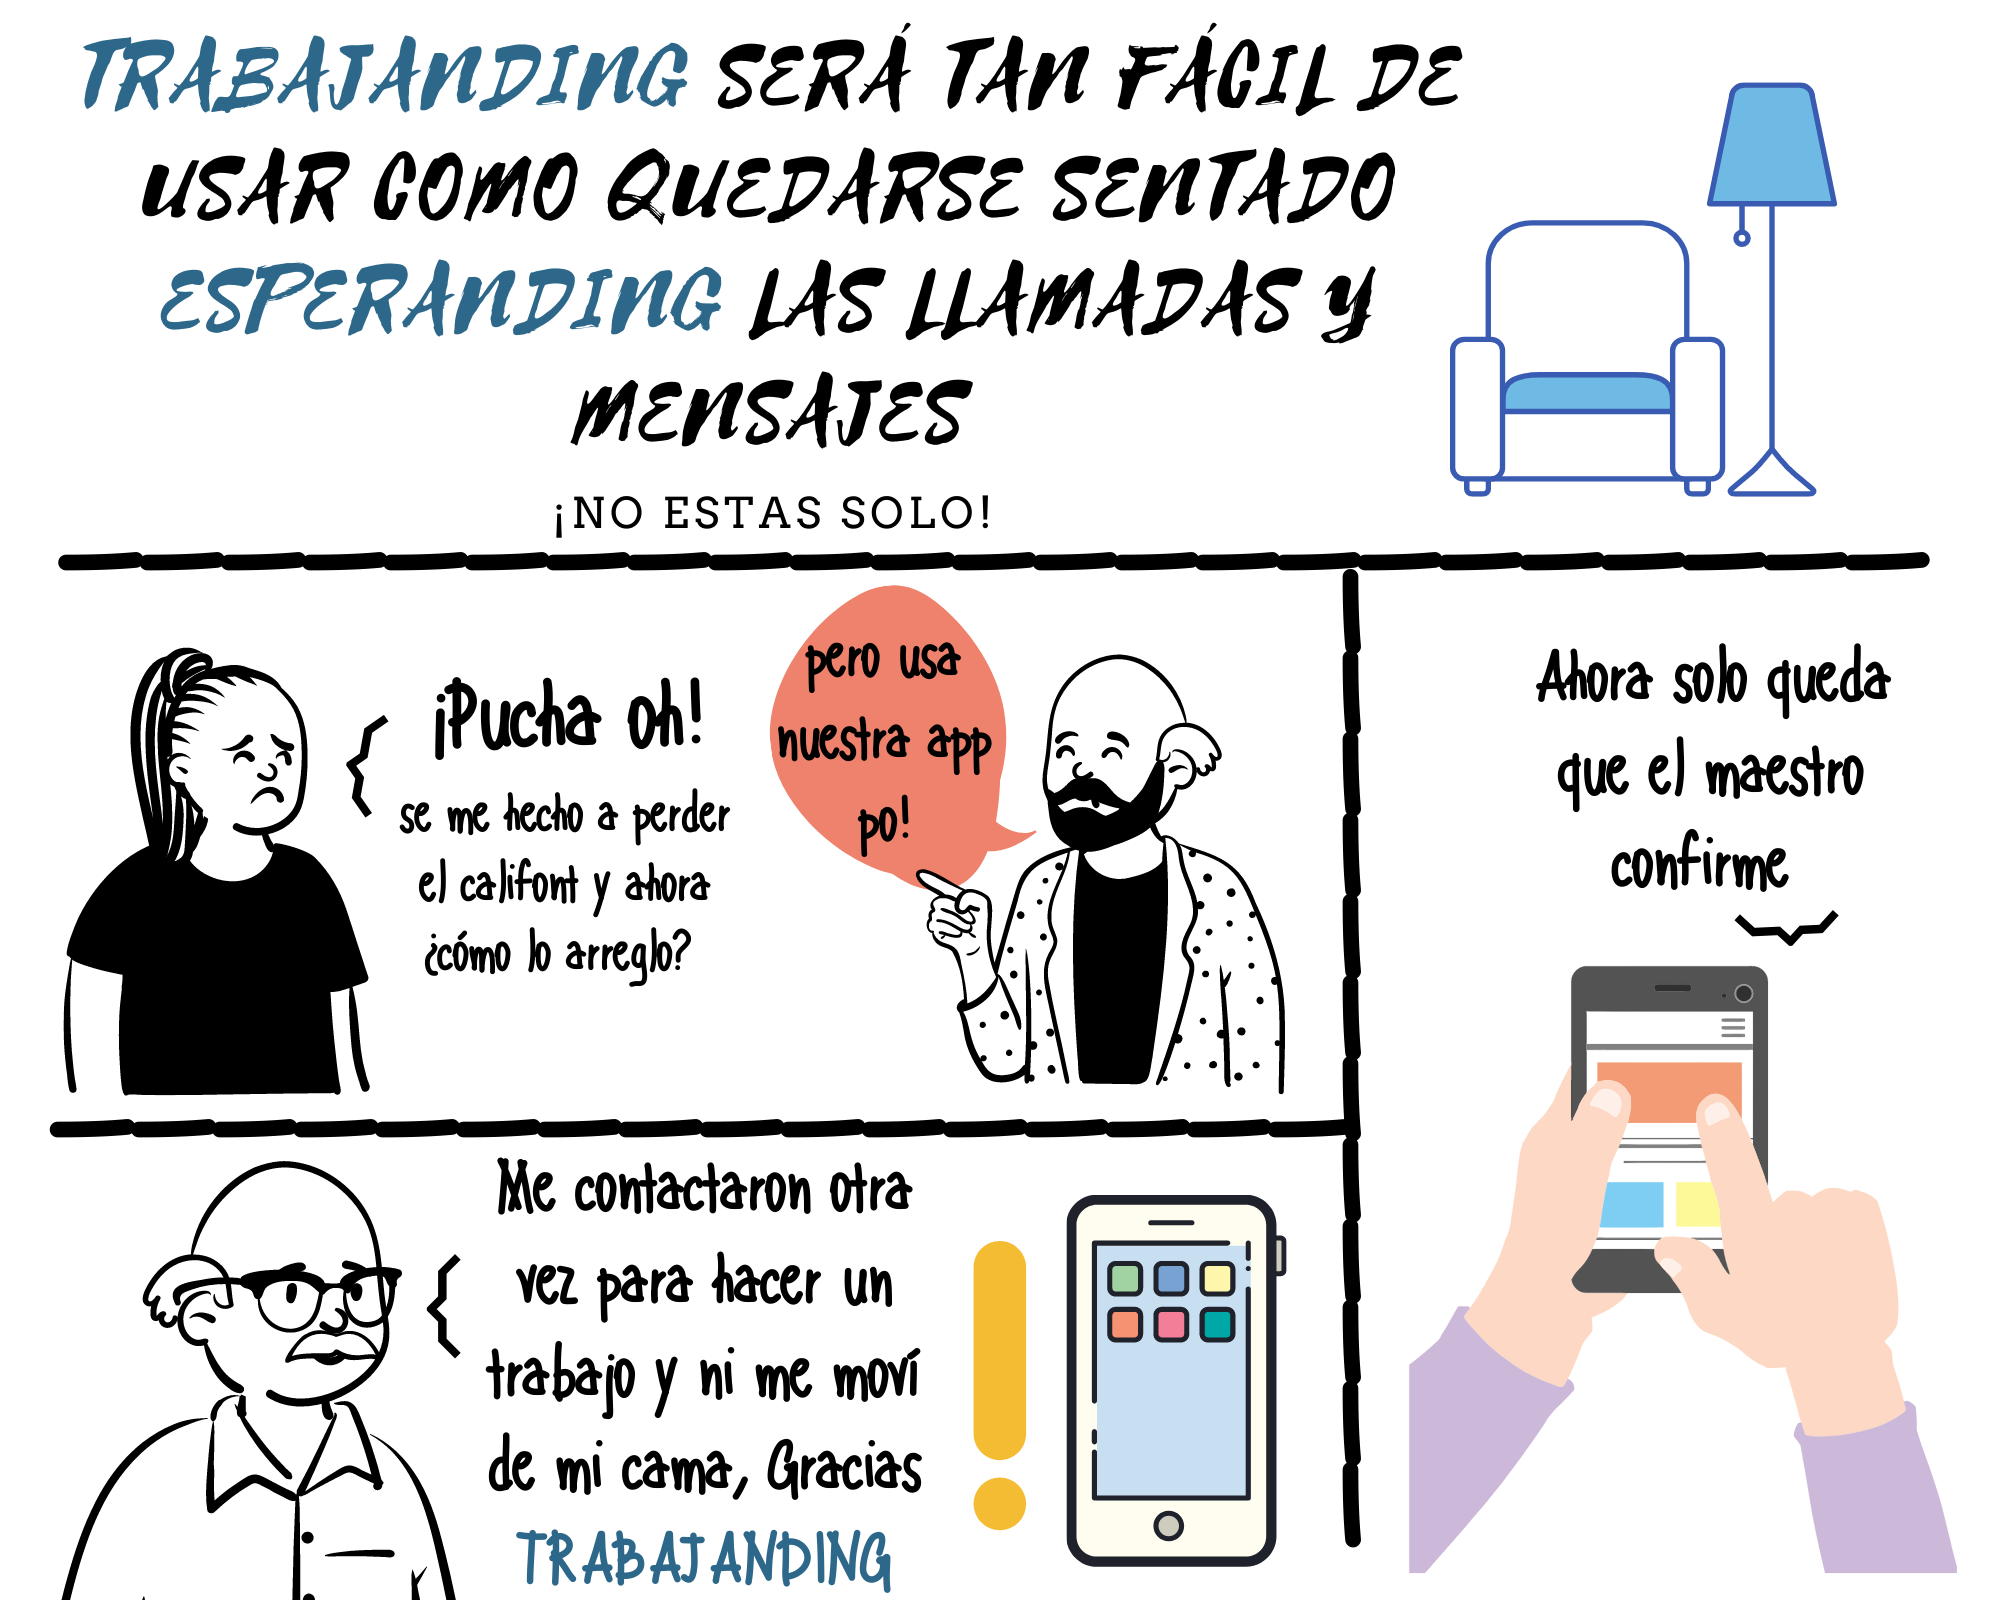 TRABAJANDING SERÁ TAN FÁCIL DE
USAR COMO QUEDARSE SENTADO
ESPERANDING LAS LLAMADAS Y
MENSAJES
¡NO ESTAS SOLO!
¡Pucha oh!
se me hecho a perder
el califont y ahora
¿cómo lo arreglo?
pero usa
nuestra app
po!
Ahora solo queda
que el maestro
confirme
Me contactaron otra
vez para hacer un
trabajo y ni me moví
de mi cama, Gracias
TRABAJANDING